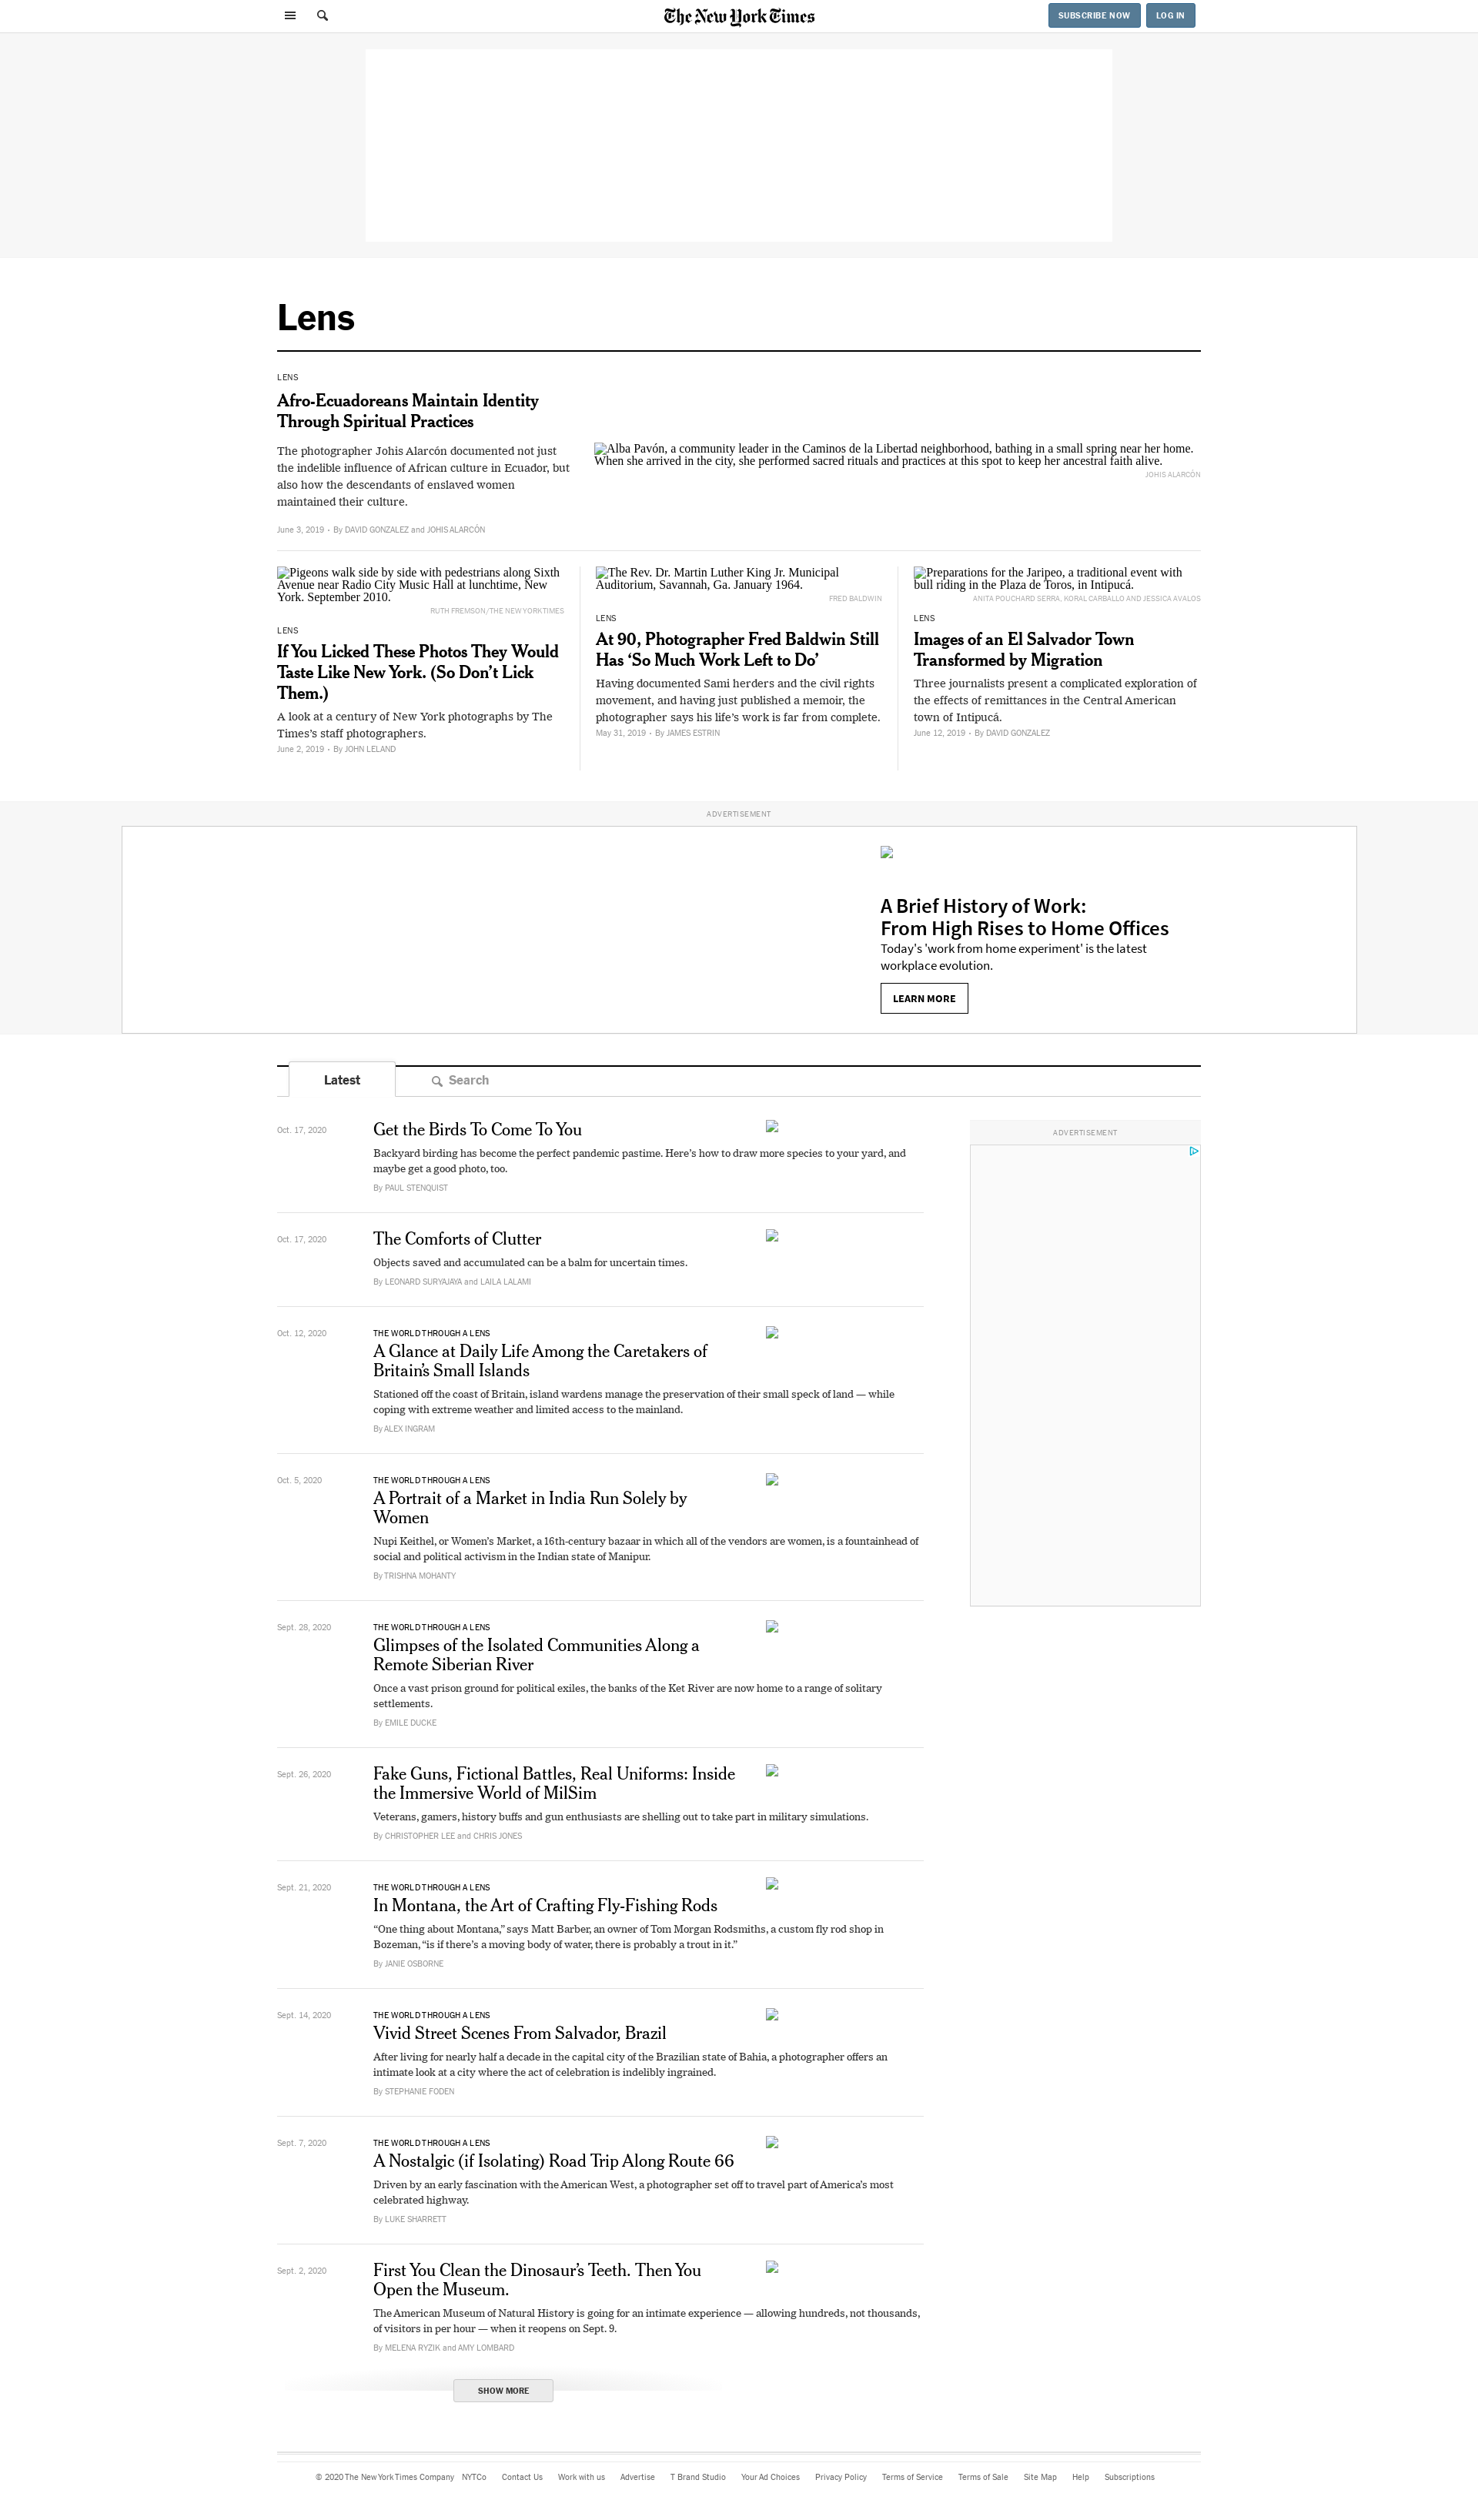 The New York Times
SUBSCRIBE NOW
LOG IN
Lens
LENS
Afro-Ecuadoreans Maintain Identity
Through Spiritual Practices
The photographer Johis Alarcón documented not just
the indelible influence of African culture in Ecuador, but
also how the descendants of enslaved women
maintained their culture.
June 3, 2019 • By DAVID GONZALEZ and JOHIS ALARCÓN
Alba Pavón, a community leader in the Caminos de la Libertad neighborhood, bathing in a small spring near her home.
When she arrived in the city, she performed sacred rituals and practices at this spot to keep her ancestral faith alive.
JOHIS ALARCÓN
Pigeons walk side by side with pedestrians along Sixth
Avenue near Radio City Music Hall at lunchtime, New
York. September 2010.
RUTH FREMSON/THE NEW YORK TIMES
LENS
If You Licked These Photos They Would
Taste Like New York. (So Don’t Lick
Them.)
A look at a century of New York photographs by The
Times’s staff photographers.
June 2, 2019 • By JOHN LELAND
The Rev. Dr. Martin Luther King Jr. Municipal
Auditorium, Savannah, Ga. January 1964.
FRED BALDWIN
LENS
At 90, Photographer Fred Baldwin Still
Has ‘So Much Work Left to Do’
Having documented Sami herders and the civil rights
movement, and having just published a memoir, the
photographer says his life’s work is far from complete.
May 31, 2019 • By JAMES ESTRIN
Preparations for the Jaripeo, a traditional event with
bull riding in the Plaza de Toros, in Intipucá.
ANITA POUCHARD SERRA, KORAL CARBALLO AND JESSICA AVALOS
LENS
Images of an El Salvador Town
Transformed by Migration
Three journalists present a complicated exploration of
the effects of remittances in the Central American
town of Intipucá.
June 12, 2019 • By DAVID GONZALEZ
ADVERTISEMENT
A Brief History of Work:
From High Rises to Home Offices
Today's 'work from home experiment' is the latest
workplace evolution.
LEARN MORE
Latest
Search
Oct. 17, 2020
Get the Birds To Come To You
Backyard birding has become the perfect pandemic pastime. Here’s how to draw more species to your yard, and
maybe get a good photo, too.
By PAUL STENQUIST
ADVERTISEMENT
Oct. 17, 2020
The Comforts of Clutter
Objects saved and accumulated can be a balm for uncertain times.
By LEONARD SURYAJAYA and LAILA LALAMI
Oct. 12, 2020
THE WORLD THROUGH A LENS
A Glance at Daily Life Among the Caretakers of
Britain’s Small Islands
Stationed off the coast of Britain, island wardens manage the preservation of their small speck of land — while
coping with extreme weather and limited access to the mainland.
By ALEX INGRAM
Oct. 5, 2020
THE WORLD THROUGH A LENS
A Portrait of a Market in India Run Solely by
Women
Nupi Keithel, or Women’s Market, a 16th-century bazaar in which all of the vendors are women, is a fountainhead of
social and political activism in the Indian state of Manipur.
By TRISHNA MOHANTY
Sept. 28, 2020
THE WORLD THROUGH A LENS
Glimpses of the Isolated Communities Along a
Remote Siberian River
Once a vast prison ground for political exiles, the banks of the Ket River are now home to a range of solitary
settlements.
By EMILE DUCKE
Sept. 26, 2020
Fake Guns, Fictional Battles, Real Uniforms: Inside
the Immersive World of MilSim
Veterans, gamers, history buffs and gun enthusiasts are shelling out to take part in military simulations.
By CHRISTOPHER LEE and CHRIS JONES
Sept. 21, 2020
THE WORLD THROUGH A LENS
In Montana, the Art of Crafting Fly-Fishing Rods
“One thing about Montana,” says Matt Barber, an owner of Tom Morgan Rodsmiths, a custom fly rod shop in
Bozeman, “is if there’s a moving body of water, there is probably a trout in it.”
By JANIE OSBORNE
Sept. 14, 2020
THE WORLD THROUGH A LENS
Vivid Street Scenes From Salvador, Brazil
After living for nearly half a decade in the capital city of the Brazilian state of Bahia, a photographer offers an
intimate look at a city where the act of celebration is indelibly ingrained.
By STEPHANIE FODEN
Sept. 7, 2020
THE WORLD THROUGH A LENS
A Nostalgic (if Isolating) Road Trip Along Route 66
Driven by an early fascination with the American West, a photographer set off to travel part of America’s most
celebrated highway.
By LUKE SHARRETT
Sept. 2, 2020
First You Clean the Dinosaur’s Teeth. Then You
Open the Museum.
The American Museum of Natural History is going for an intimate experience — allowing hundreds, not thousands,
of visitors in per hour — when it reopens on Sept. 9.
By MELENA RYZIK and AMY LOMBARD
SHOW MORE
© 2020 The New York Times Company NYTCo Contact Us Work with us Advertise T Brand Studio Your Ad Choices Privacy Policy Terms of Service Terms of Sale Site Map Help Subscriptions